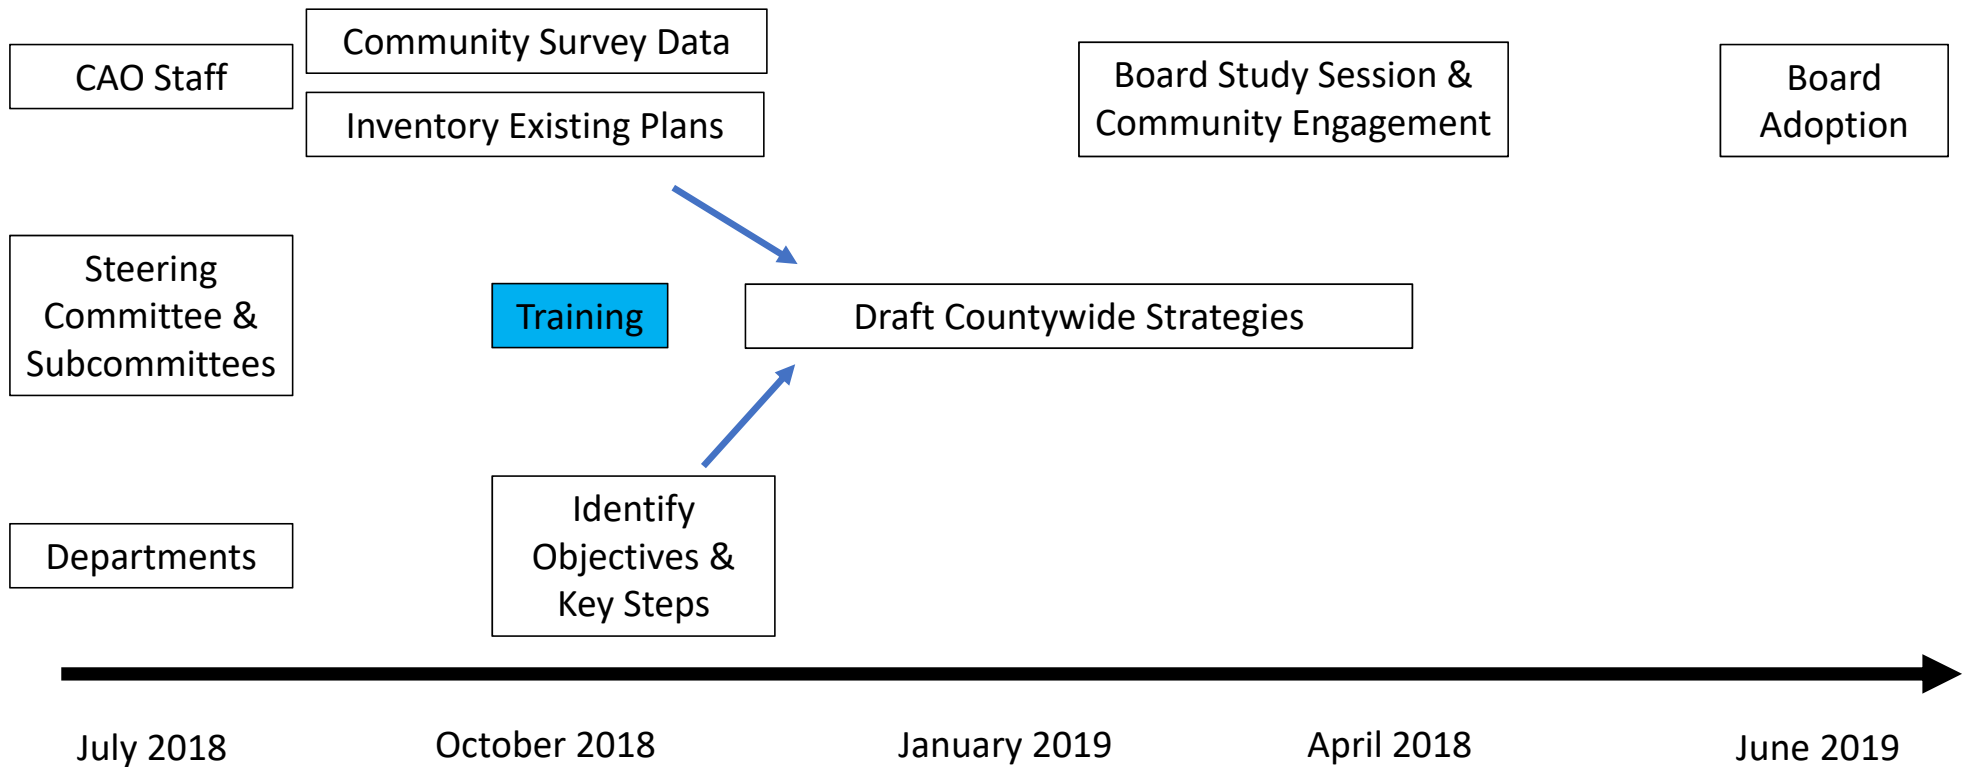 CAO Staff
Community Survey Data
Inventory Existing Plans
Board Study Session &
Community Engagement
Board
Adoption
Steering
Committee &
Subcommittees
Training
Draft Countywide Strategies
Departments
Identify
Objectives &
Key Steps
July 2018
October 2018
January 2019
April 2018
June 2019